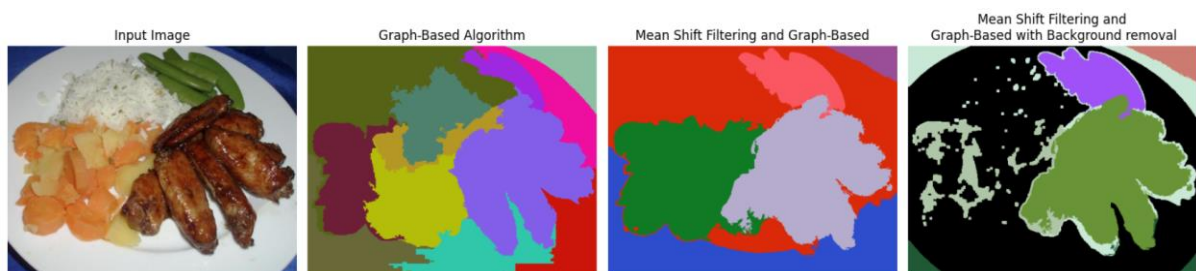 Input Image
Graph-Based Algorithm
Mean Shift Filtering and Graph-Based
Mean Shift Filtering and
Graph-Based with Background removal